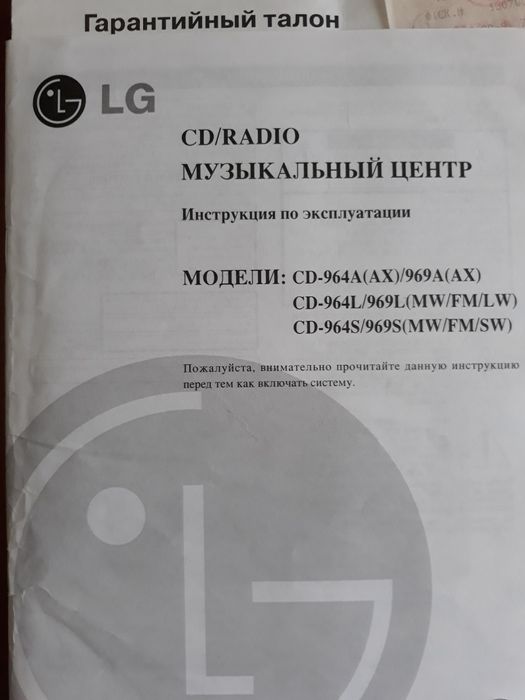 Гарантийный талон
LG
CD/RADIO
МУЗЫКАЛЬНЫЙ ЦЕНТР
Инструкция по эксплуатации
МОДЕЛИ: CD-964A(AX)/969A(AX)
CD-964L/969L(MW/FM/LW)
CD-964S/969S(MW/FM/SW)
Пожалуйста, внимательно прочитайте данную инструкцию
перед тем как включать систему.